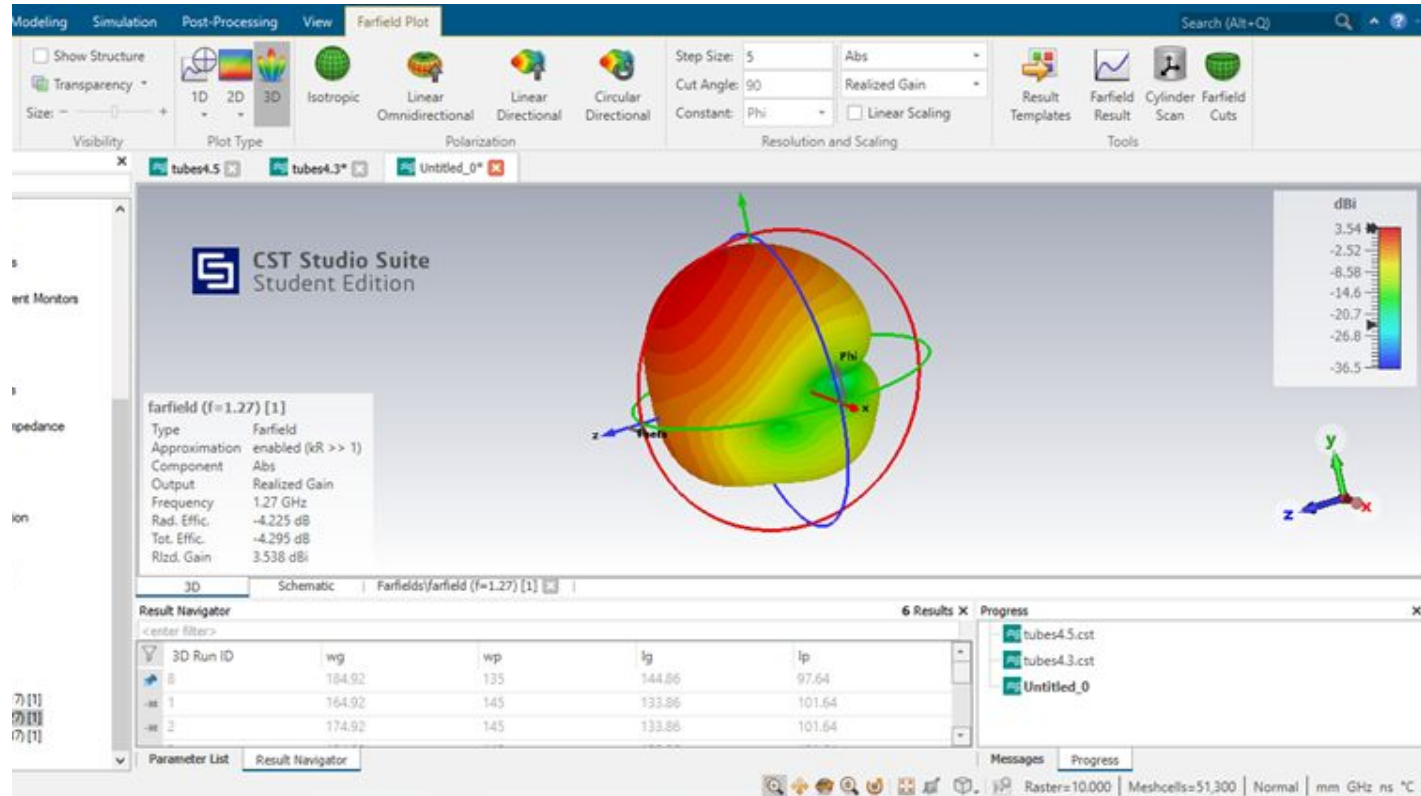 Modeling Simulation Post-Processing View Farfield Plot Search (Alt+Q)
Show Structure
Transparency
Size:
Visibility
1D 2D 3D
Plot Type
Isotropic
Linear Omnidirectional
Linear Directional
Circular Directional
Polarization
Step Size: 5 Abs
Cut Angle: 90 Realized Gain
Constant: Phi Linear Scaling
Resolution and Scaling
Result Templates
Farfield Result
Cylinder Scan
Farfield Cuts
Tools
tubes4.5 tubes4.3* Untitled_0*
CST Studio Suite
Student Edition
dBi
3.54
-2.52
-8.58
-14.6
-20.7
-26.8
-36.5
Phi
x
z Theta
y
z x
farfield (f=1.27) [1]
Type Farfield
Approximation enabled (kR >> 1)
Component Abs
Output Realized Gain
Frequency 1.27 GHz
Rad. Effic. -4.225 dB
Tot. Effic. -4.295 dB
Rlzd. Gain 3.538 dBi
ent Monitors
pedance
ion
7) [1]
7) [1]
7) [1]
3D Schematic Farfields\farfield (f=1.27) [1]
Result Navigator 6 Results
<enter filter>
3D Run ID wg wp lg lp
8 184.92 135 144.86 97.64
1 164.92 145 133.86 101.64
2 174.92 145 133.86 101.64
Parameter List Result Navigator
Progress
tubes4.5.cst
tubes4.3.cst
Untitled_0
Messages Progress
Raster=10.000 Meshcells=51,300 Normal mm GHz ns °C